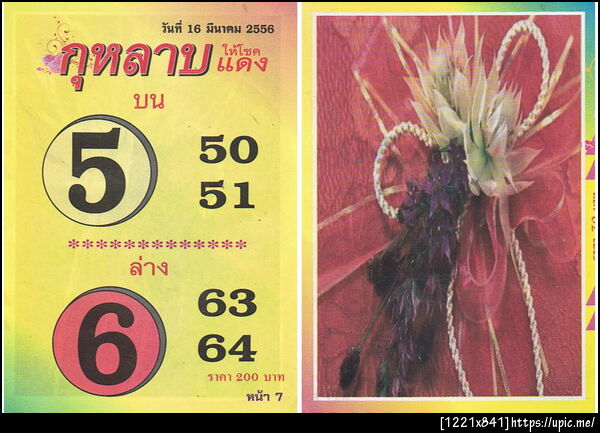 วันที่ 16 มีนาคม 2556
กุหลาบ
ให้โชค
แดง
บน
5
50
51
*************
ล่าง
6
63
64
ราคา 200 บาท
หน้า 7
[1221x841]https://upic.me/